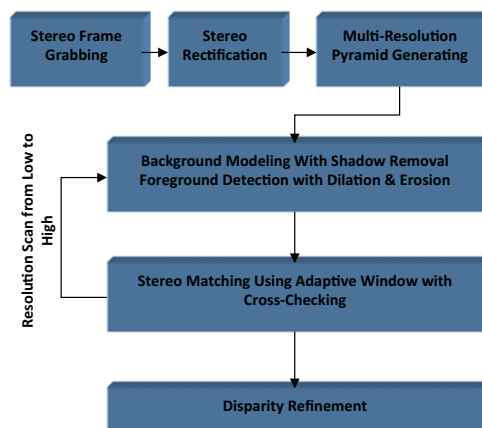 Stereo Frame
Grabbing
Stereo
Rectification
Multi-Resolution
Pyramid Generating
Background Modeling With Shadow Removal
Foreground Detection with Dilation & Erosion
Resolution Scan from Low to
High
Stereo Matching Using Adaptive Window with
Cross-Checking
Disparity Refinement